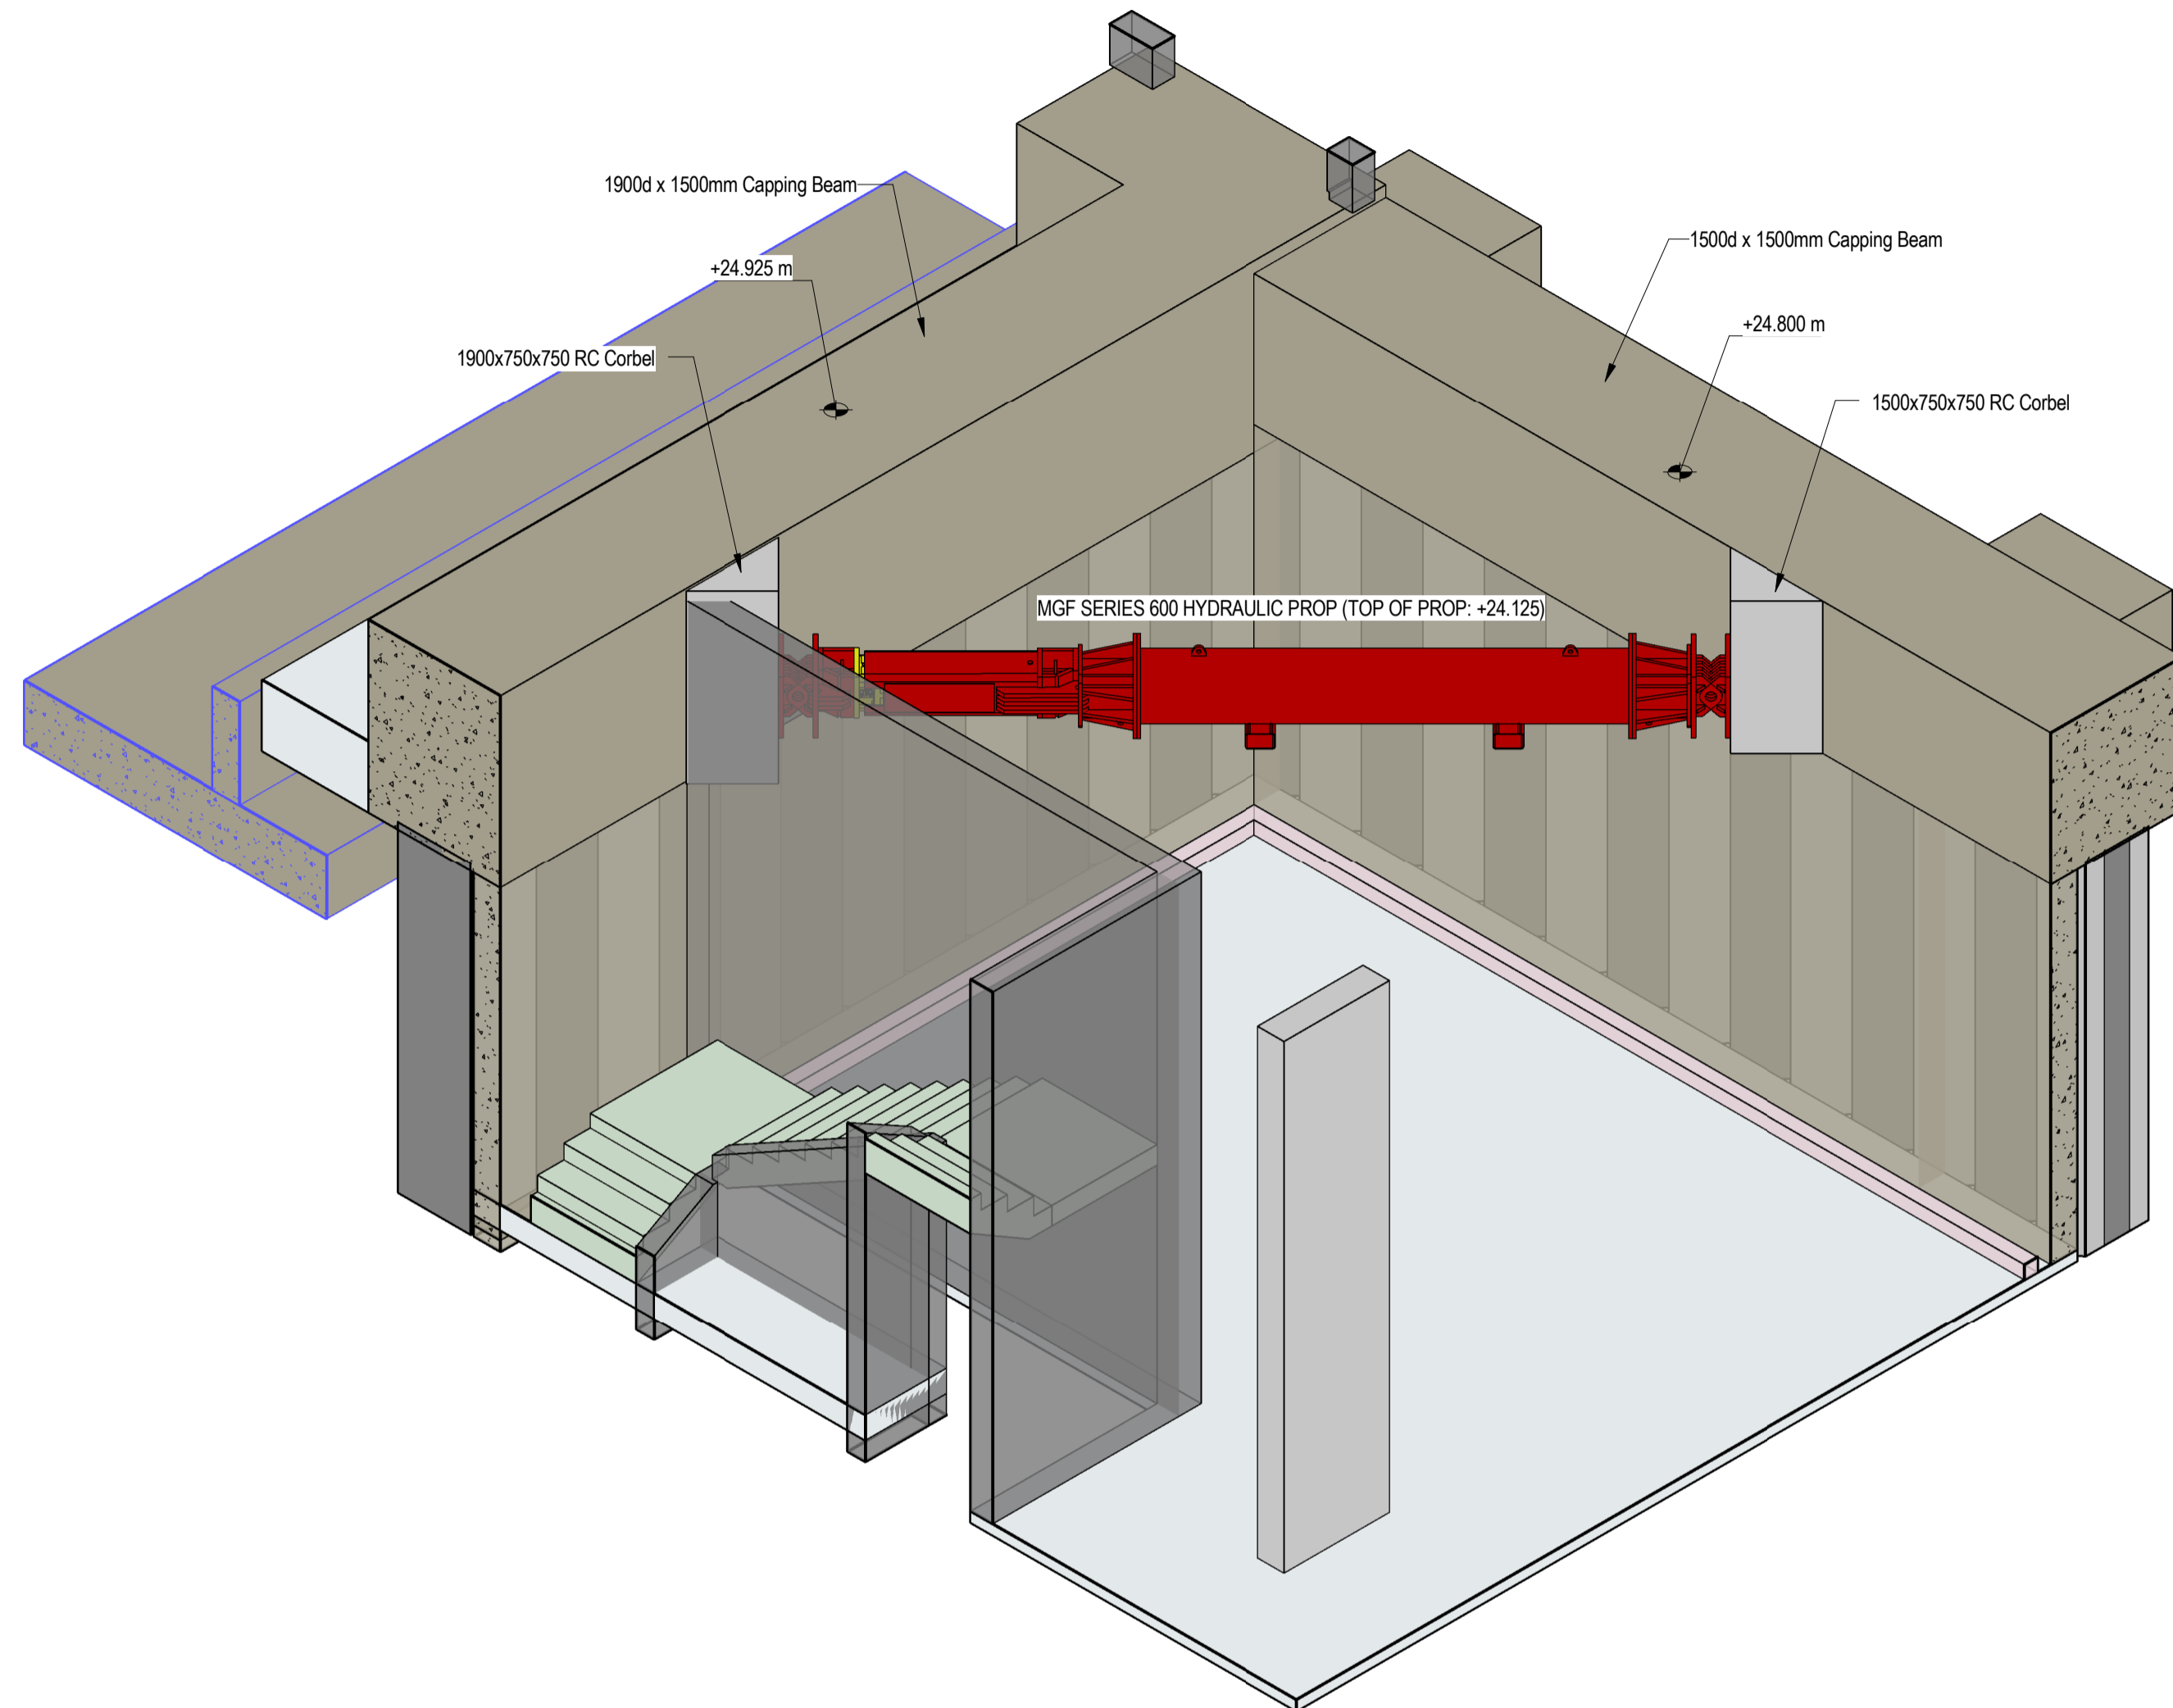 1900d x 1500mm Capping Beam
1500d x 1500mm Capping Beam
+24.925 m
+24.800 m
1900x750x750 RC Corbel
1500x750x750 RC Corbel
MGF SERIES 600 HYDRAULIC PROP (TOP OF PROP: +24.125)